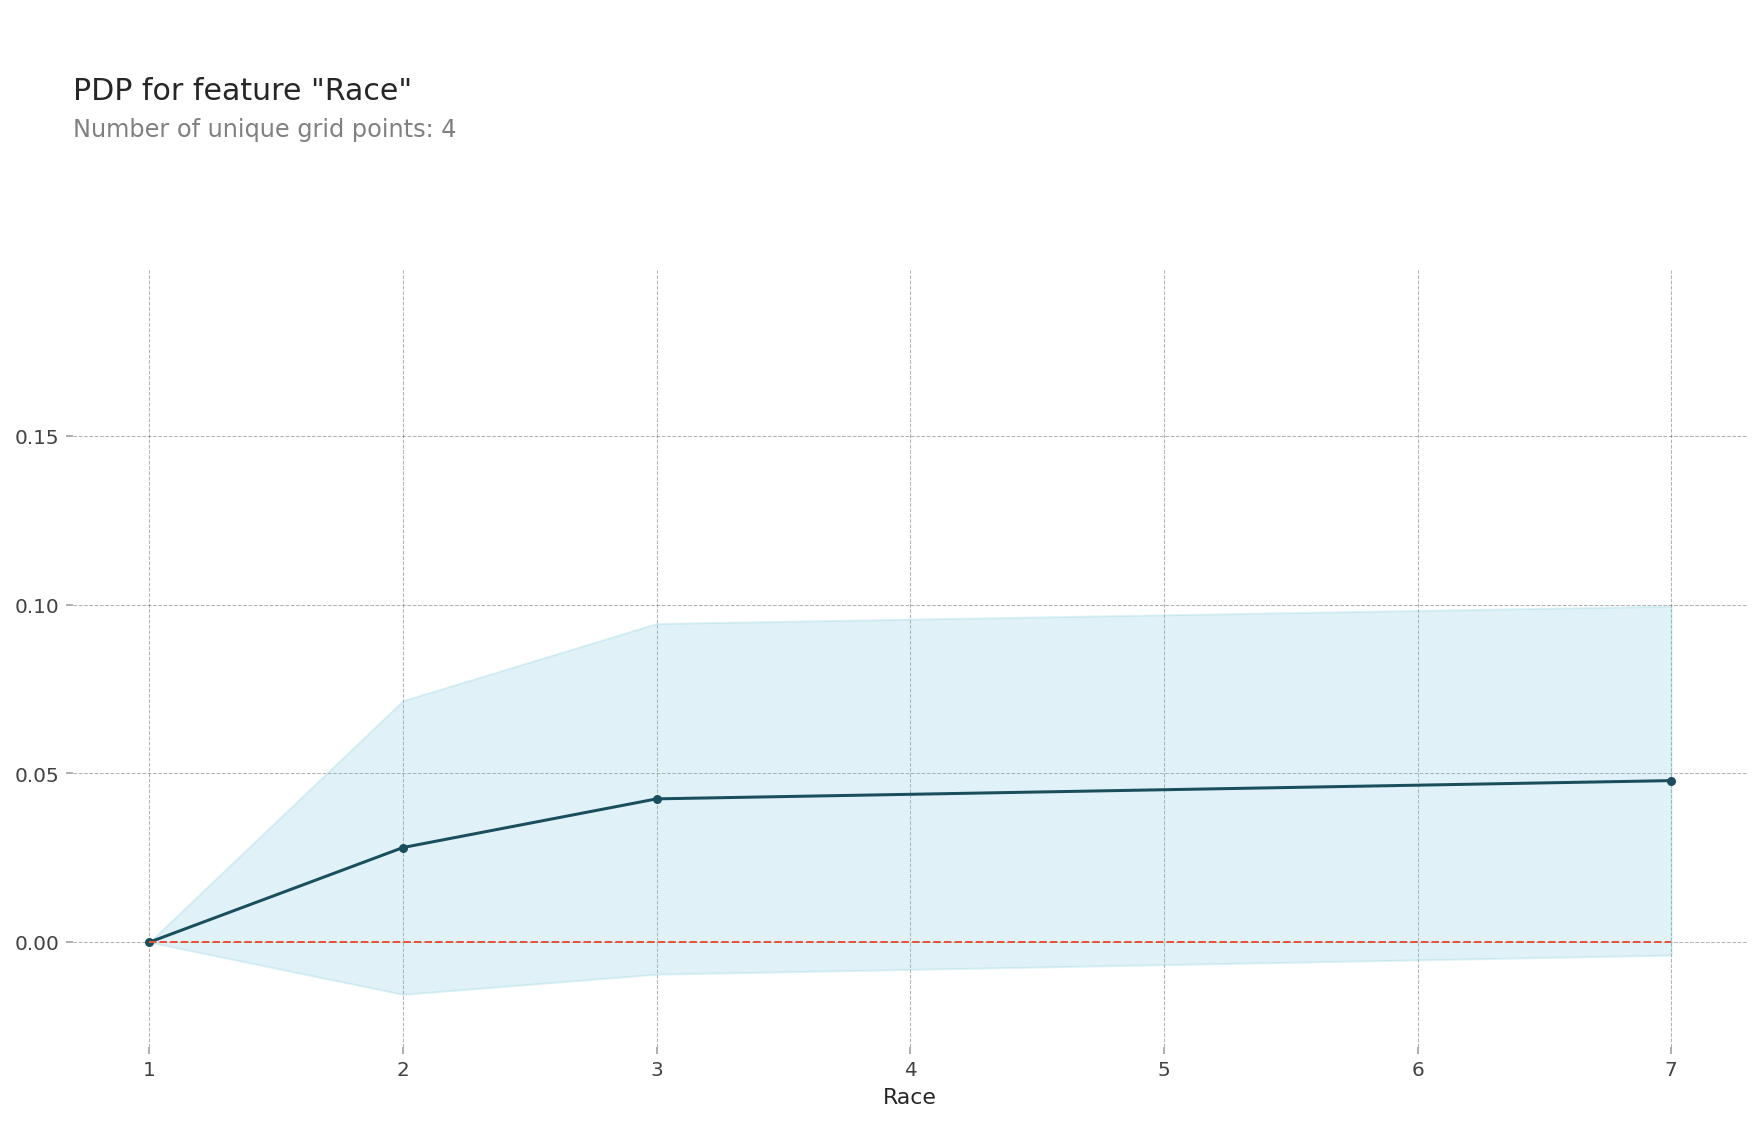 PDP for feature "Race"
Number of unique grid points: 4
0.15
0.10
0.05
0.00
1 2 3 4 5 6 7
Race